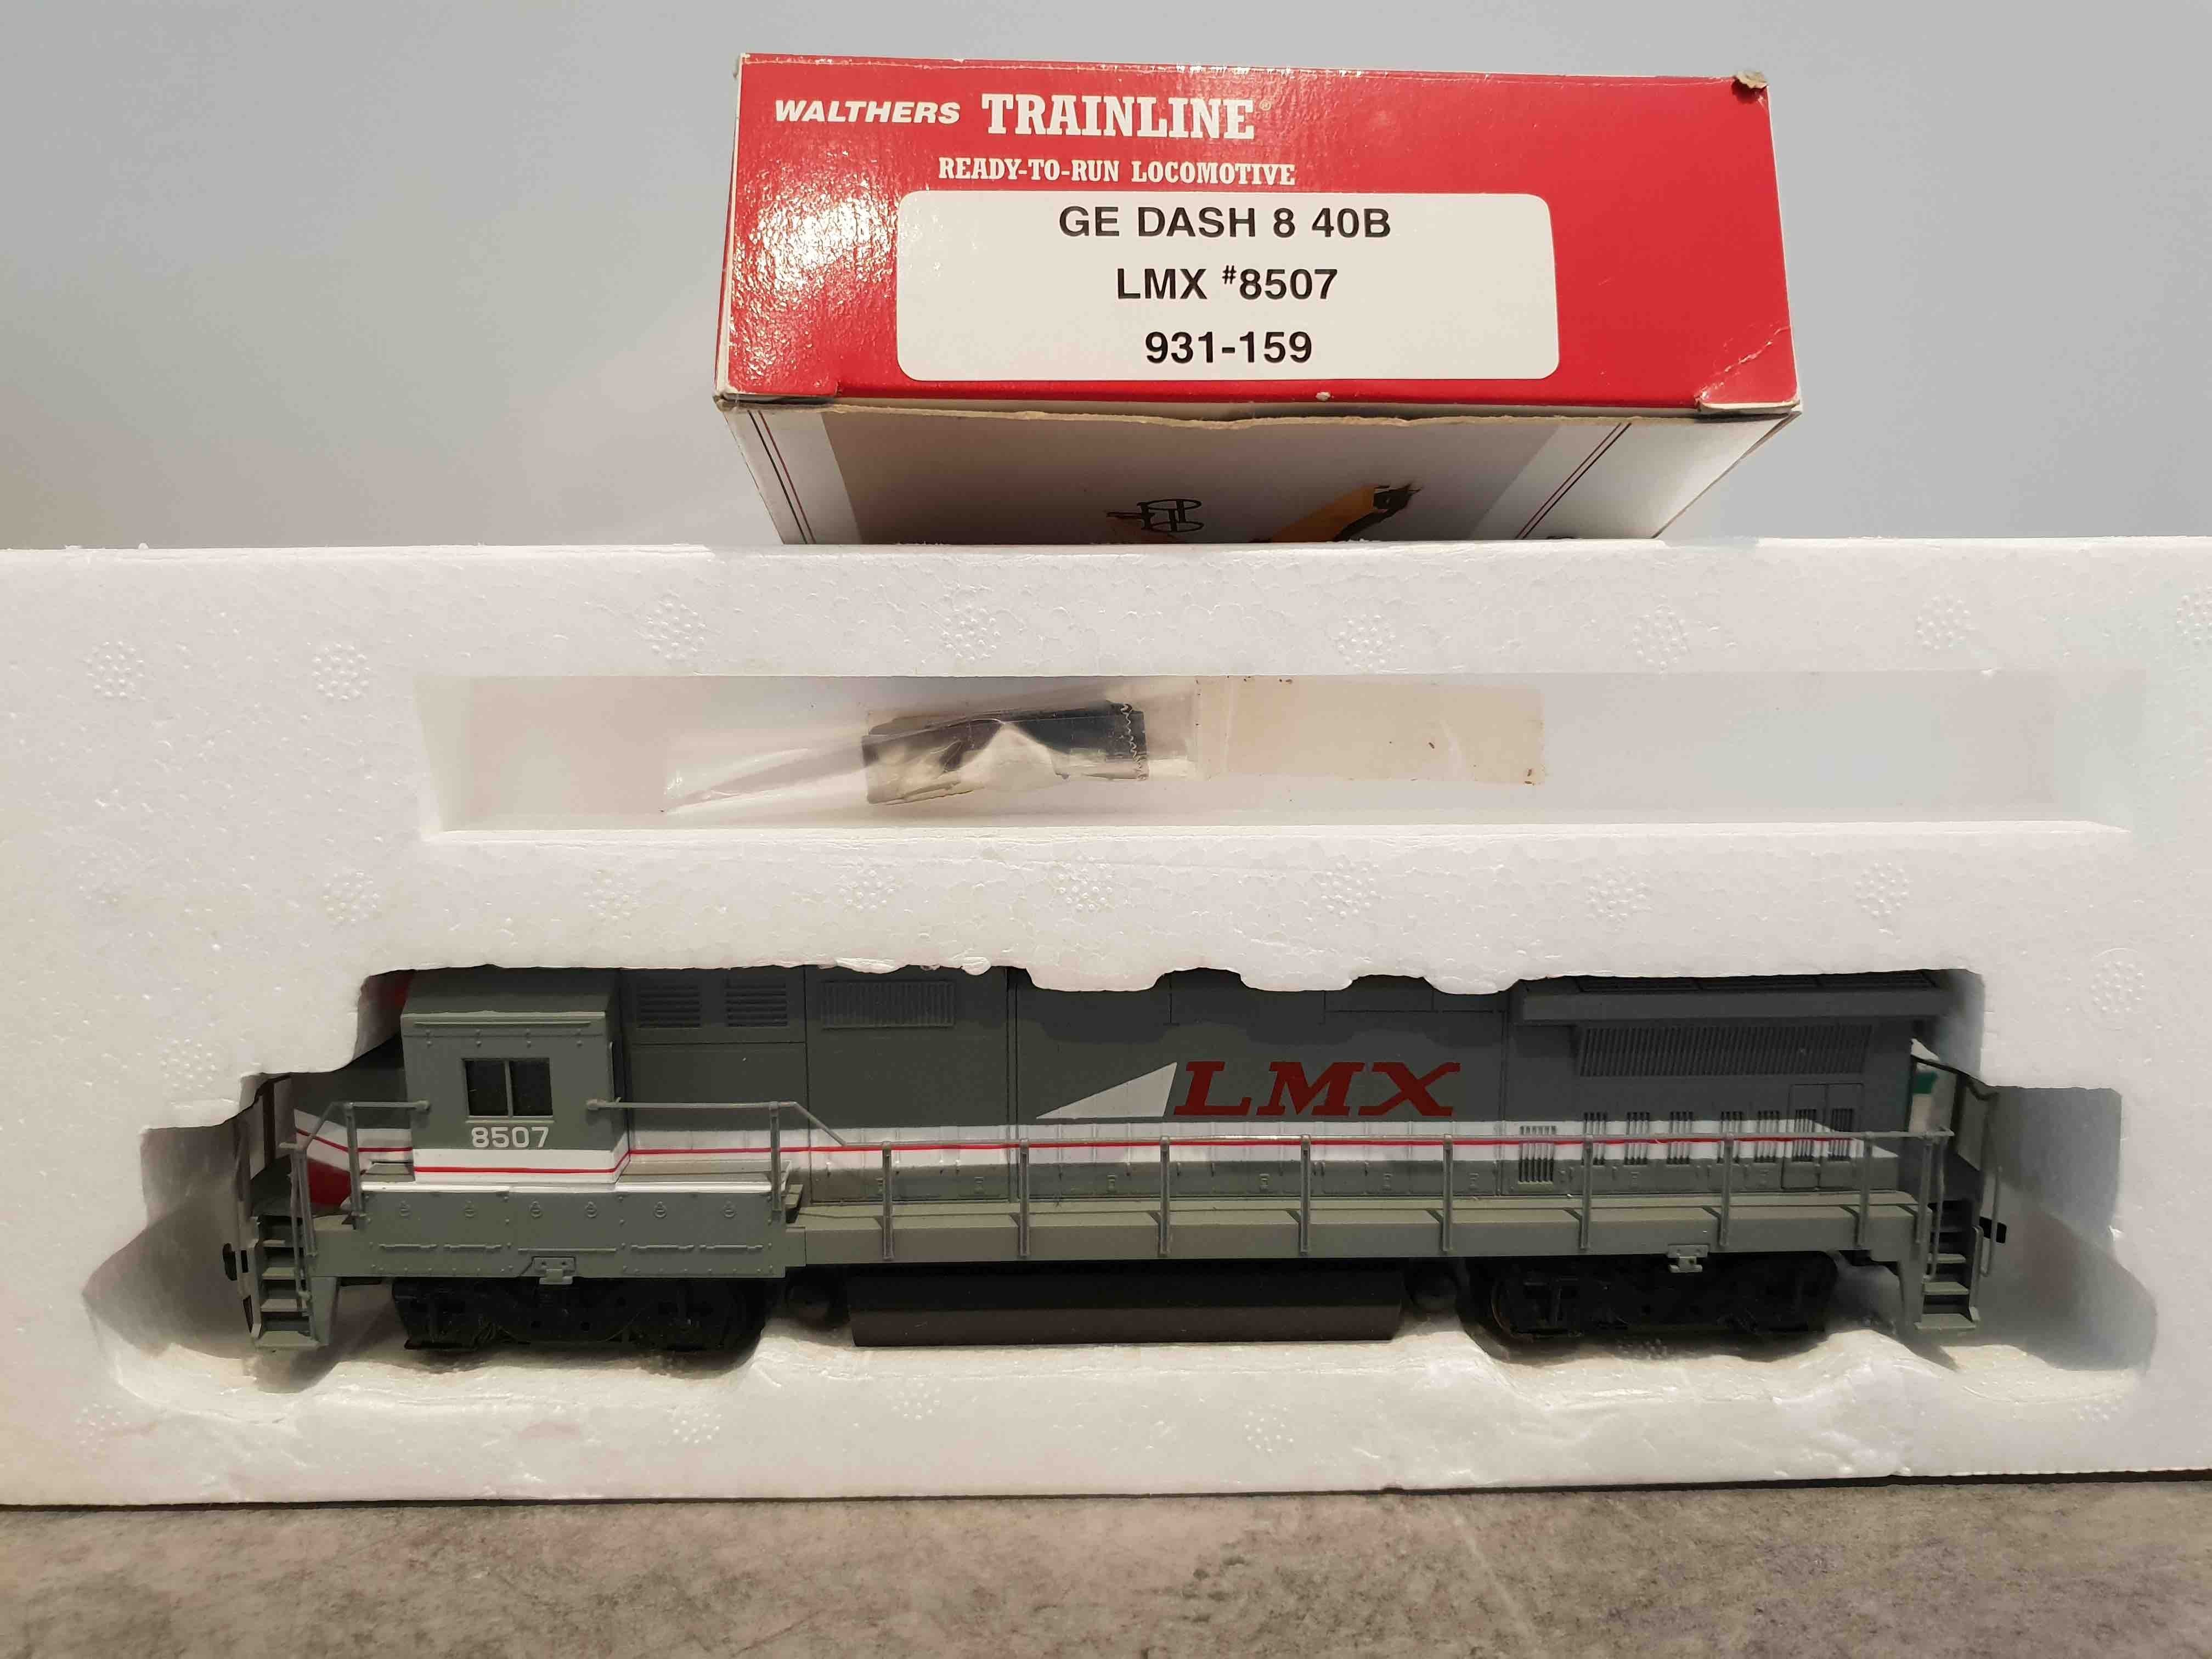 WALTHERS TRAINLINE
READY-TO-RUN LOCOMOTIVE
GE DASH 8 40B
LMX #8507
931-159
LMX
8507